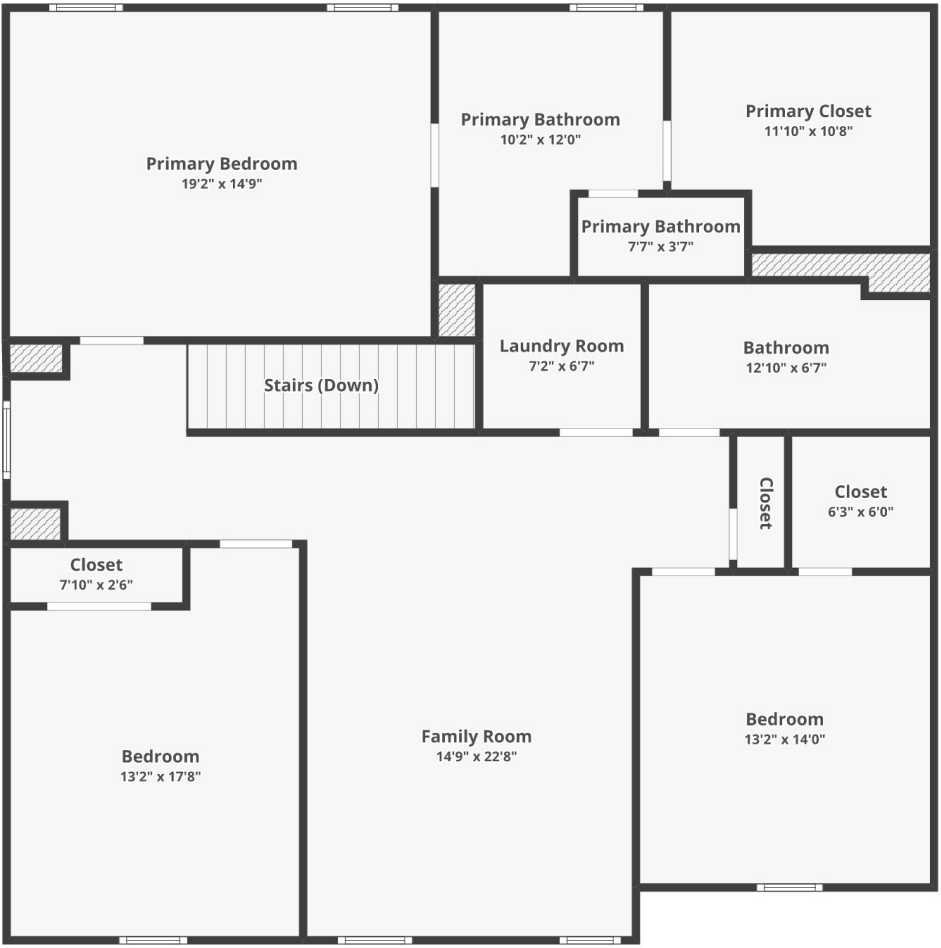 Primary Bedroom
19'2" x 14'9"
Primary Bathroom
10'2" x 12'0"
Primary Closet
11'10" x 10'8"
Primary Bathroom
7'7" x 3'7"
Stairs (Down)
Laundry Room
7'2" x 6'7"
Bathroom
12'10" x 6'7"
Closet
Closet
6'3" x 6'0"
Closet
7'10" x 2'6"
Bedroom
13'2" x 17'8"
Family Room
14'9" x 22'8"
Bedroom
13'2" x 14'0"